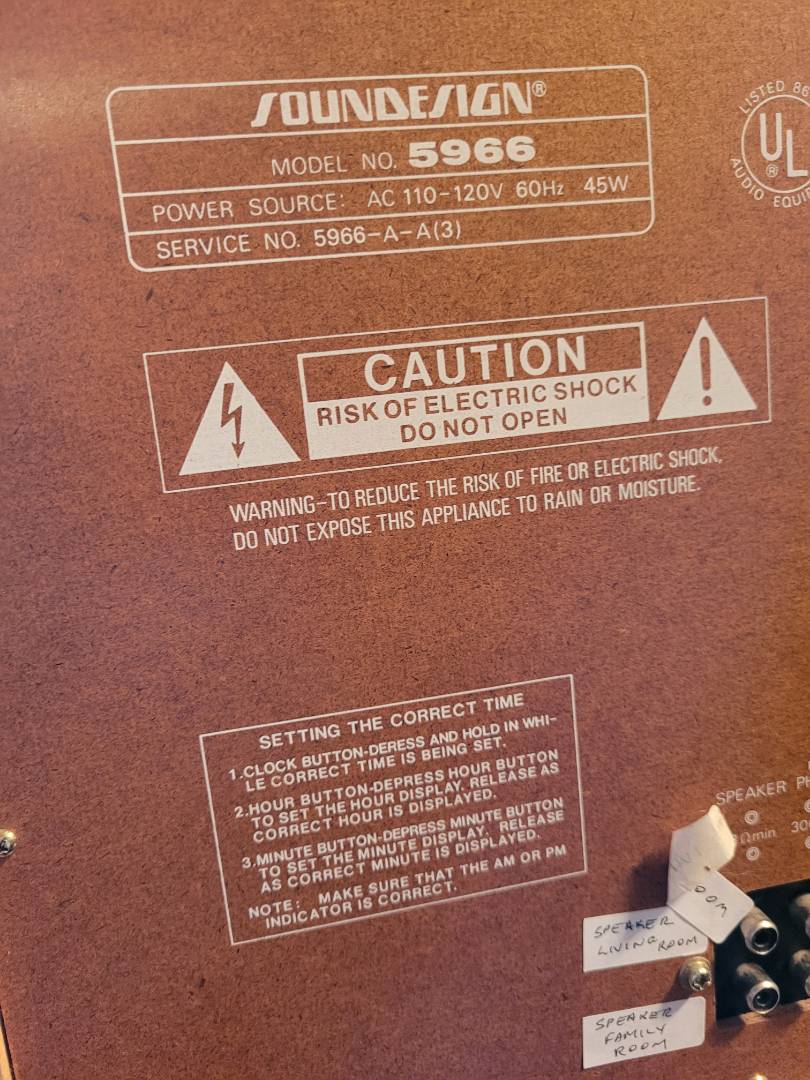 SOUNDESIGN®
MODEL NO. 5966
POWER SOURCE: AC 110-120V 60Hz 45W
SERVICE NO. 5966-A-A(3)
LISTED 86
UL®
AUDIO EQUI
CAUTION
RISK OF ELECTRIC SHOCK
DO NOT OPEN
WARNING-TO REDUCE THE RISK OF FIRE OR ELECTRIC SHOCK,
DO NOT EXPOSE THIS APPLIANCE TO RAIN OR MOISTURE.
SETTING THE CORRECT TIME
1.CLOCK BUTTON-DERESS AND HOLD IN WHI-
LE CORRECT TIME IS BEING SET.
2.HOUR BUTTON-DEPRESS HOUR BUTTON
TO SET THE HOUR DISPLAY. RELEASE AS
CORRECT HOUR IS DISPLAYED.
3.MINUTE BUTTON-DEPRESS MINUTE BUTTON
TO SET THE MINUTE DISPLAY. RELEASE
AS CORRECT MINUTE IS DISPLAYED.
NOTE: MAKE SURE THAT THE AM OR PM
INDICATOR IS CORRECT.
SPEAKER PH
Ωmin 30
OOM
SPEAKER
LIVING ROOM
SPEAKER
FAMILY
ROOM